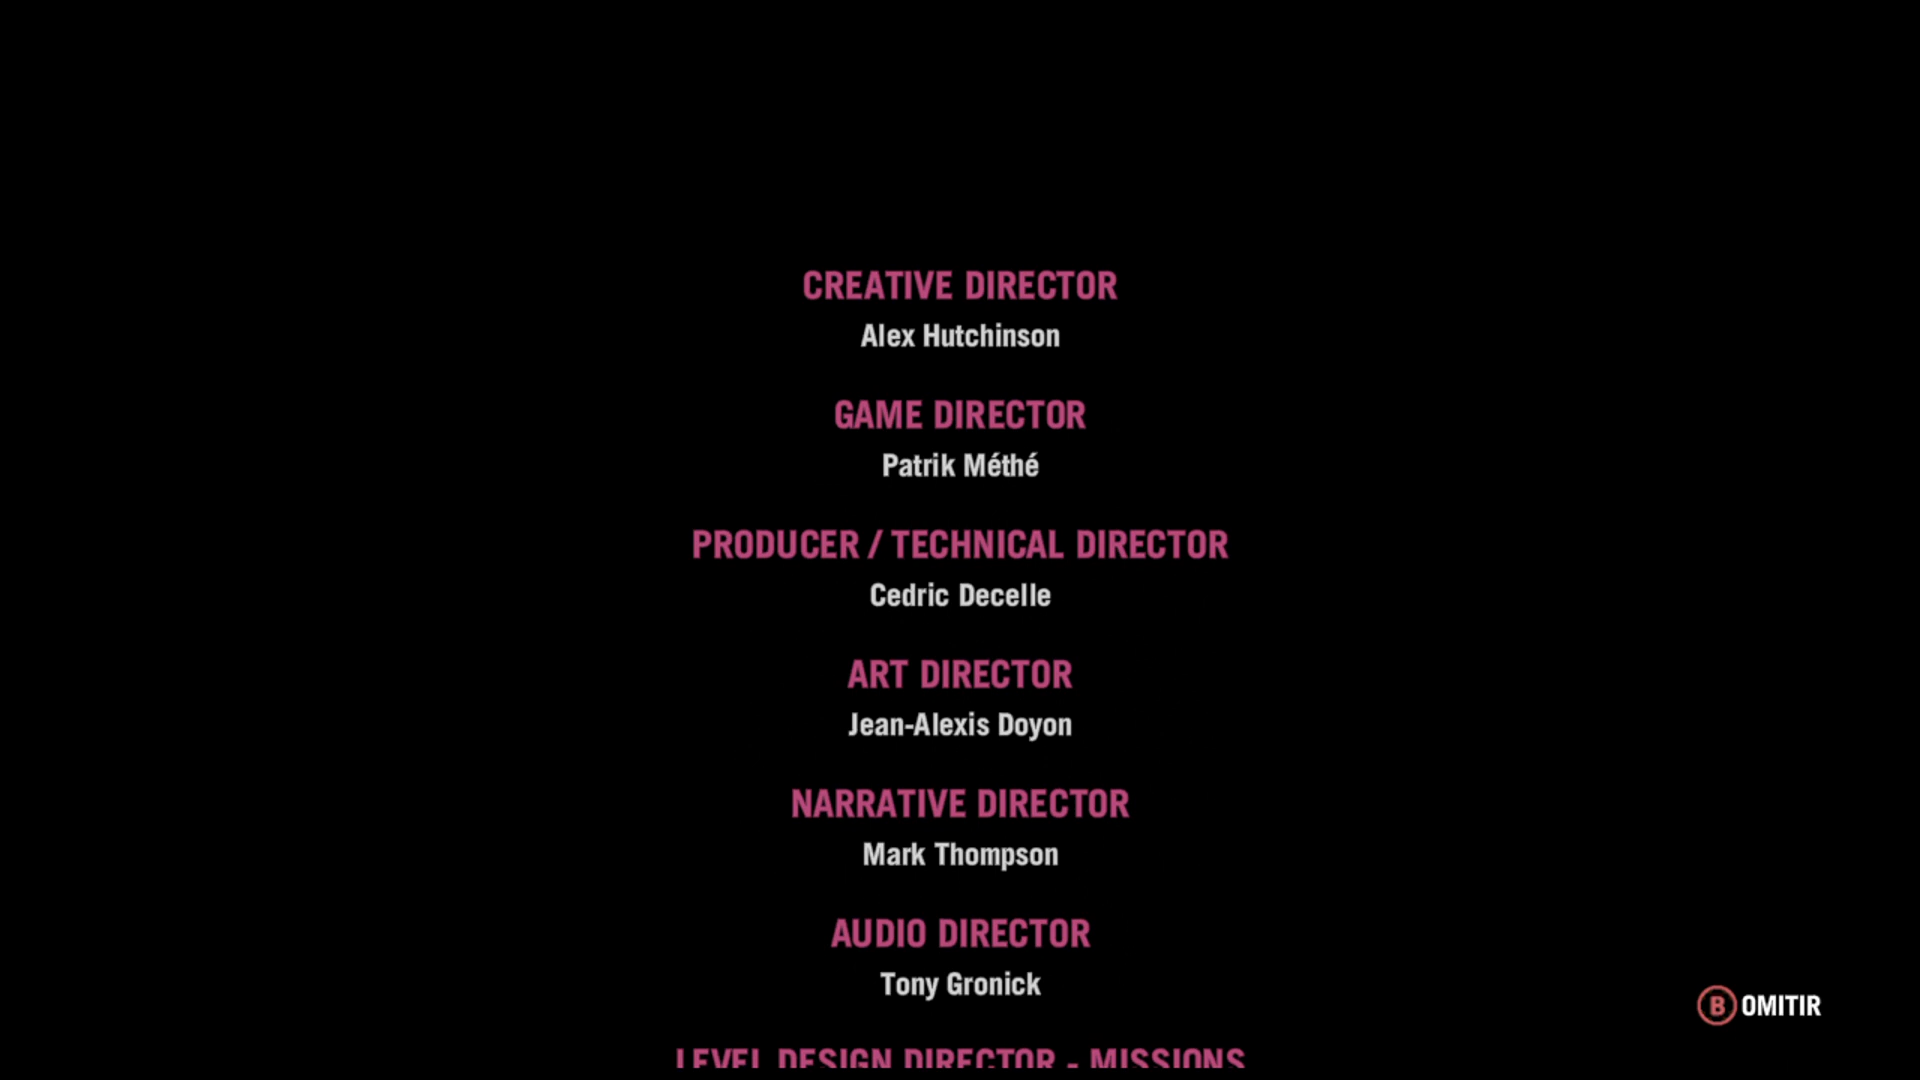 CREATIVE DIRECTOR
Alex Hutchinson
GAME DIRECTOR
Patrik Méthé
PRODUCER / TECHNICAL DIRECTOR
Cedric Decelle
ART DIRECTOR
Jean-Alexis Doyon
NARRATIVE DIRECTOR
Mark Thompson
AUDIO DIRECTOR
Tony Gronick
B OMITIR
LEVEL DESIGN DIRECTOR - MISSIONS